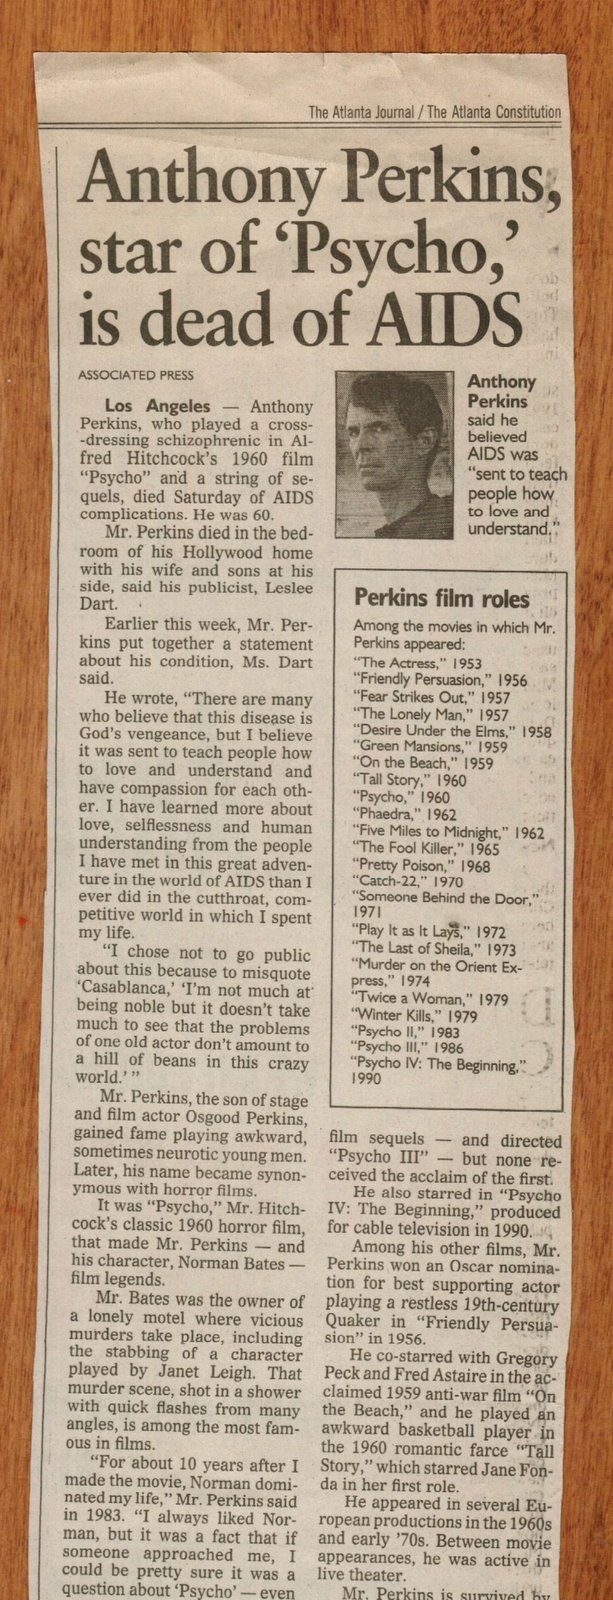 The Atlanta Journal / The Atlanta Constitution
Anthony Perkins,
star of ‘Psycho,’
is dead of AIDS
ASSOCIATED PRESS
Los Angeles — Anthony
Perkins, who played a cross-
-dressing schizophrenic in Al-
fred Hitchcock's 1960 film
“Psycho” and a string of se-
quels, died Saturday of AIDS
complications. He was 60.
Mr. Perkins died in the bed-
room of his Hollywood home
with his wife and sons at his
side, said his publicist, Leslee
Dart.
Earlier this week, Mr. Per-
kins put together a statement
about his condition, Ms. Dart
said.
He wrote, “There are many
who believe that this disease is
God's vengeance, but I believe
it was sent to teach people how
to love and understand and
have compassion for each oth-
er. I have learned more about
love, selflessness and human
understanding from the people
I have met in this great adven-
ture in the world of AIDS than I
ever did in the cutthroat, com-
petitive world in which I spent
my life.
“I chose not to go public
about this because to misquote
‘Casablanca,’ ‘I'm not much at
being noble but it doesn't take
much to see that the problems
of one old actor don't amount to
a hill of beans in this crazy
world.’ ”
Mr. Perkins, the son of stage
and film actor Osgood Perkins,
gained fame playing awkward,
sometimes neurotic young men.
Later, his name became synon-
ymous with horror films.
It was “Psycho,” Mr. Hitch-
cock's classic 1960 horror film,
that made Mr. Perkins — and
his character, Norman Bates —
film legends.
Mr. Bates was the owner of
a lonely motel where vicious
murders take place, including
the stabbing of a character
played by Janet Leigh. That
murder scene, shot in a shower
with quick flashes from many
angles, is among the most fam-
ous in films.
“For about 10 years after I
made the movie, Norman domi-
nated my life,” Mr. Perkins said
in 1983. “I always liked Nor-
man, but it was a fact that if
someone approached me, I
could be pretty sure it was a
question about ‘Psycho’ — even
Anthony
Perkins
said he
believed
AIDS was
“sent to teach
people how
to love and
understand.”
Perkins film roles
Among the movies in which Mr.
Perkins appeared:
“The Actress,” 1953
“Friendly Persuasion,” 1956
“Fear Strikes Out,” 1957
“The Lonely Man,” 1957
“Desire Under the Elms,” 1958
“Green Mansions,” 1959
“On the Beach,” 1959
“Tall Story,” 1960
“Psycho,” 1960
“Phaedra,” 1962
“Five Miles to Midnight,” 1962
“The Fool Killer,” 1965
“Pretty Poison,” 1968
“Catch-22,” 1970
“Someone Behind the Door,”
1971
“Play It as It Lays,” 1972
“The Last of Sheila,” 1973
“Murder on the Orient Ex-
press,” 1974
“Twice a Woman,” 1979
“Winter Kills,” 1979
“Psycho II,” 1983
“Psycho III,” 1986
“Psycho IV: The Beginning,”
1990
film sequels — and directed
“Psycho III” — but none re-
ceived the acclaim of the first.
He also starred in “Psycho
IV: The Beginning,” produced
for cable television in 1990.
Among his other films, Mr.
Perkins won an Oscar nomina-
tion for best supporting actor
playing a restless 19th-century
Quaker in “Friendly Persua-
sion” in 1956.
He co-starred with Gregory
Peck and Fred Astaire in the ac-
claimed 1959 anti-war film “On
the Beach,” and he played an
awkward basketball player in
the 1960 romantic farce “Tall
Story,” which starred Jane Fon-
da in her first role.
He appeared in several Eu-
ropean productions in the 1960s
and early '70s. Between movie
appearances, he was active in
live theater.
Mr. Perkins is survived by